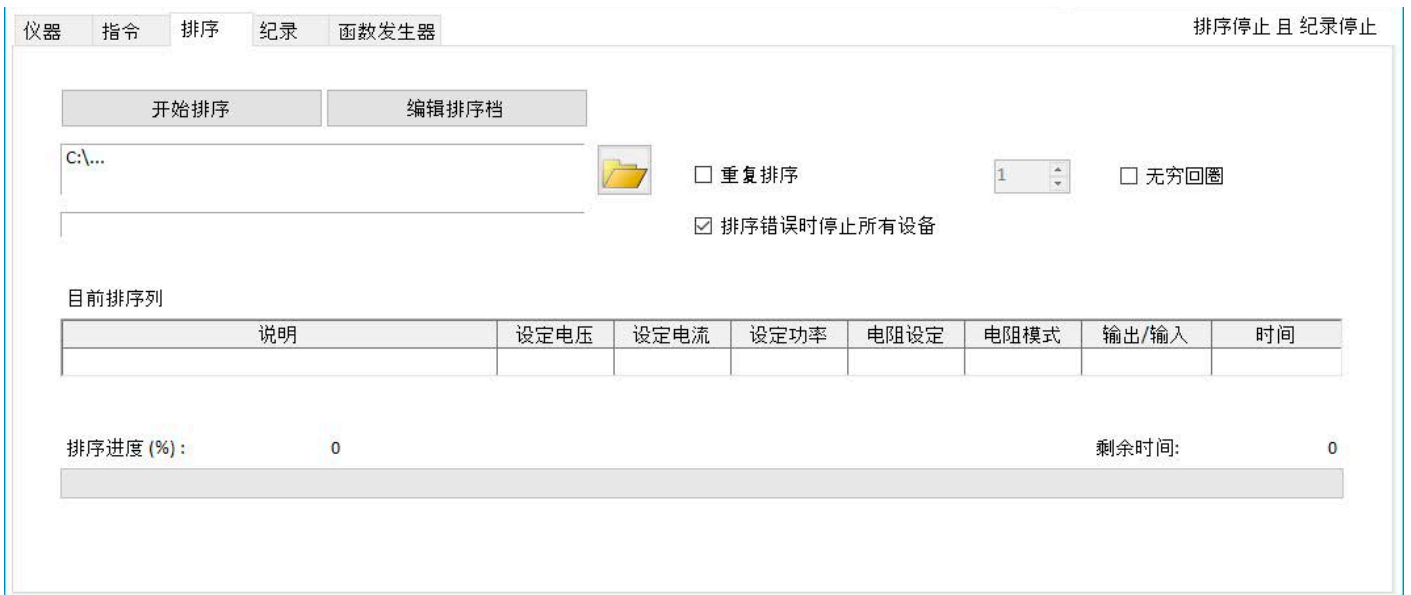 仪器 指令 排序 纪录 函数发生器 排序停止 且 纪录停止
开始排序 编辑排序档
C:\...
重复排序 1 无穷回圈
排序错误时停止所有设备
目前排序列
说明 设定电压 设定电流 设定功率 电阻设定 电阻模式 输出/输入 时间
排序进度 (%) : 0 剩余时间: 0